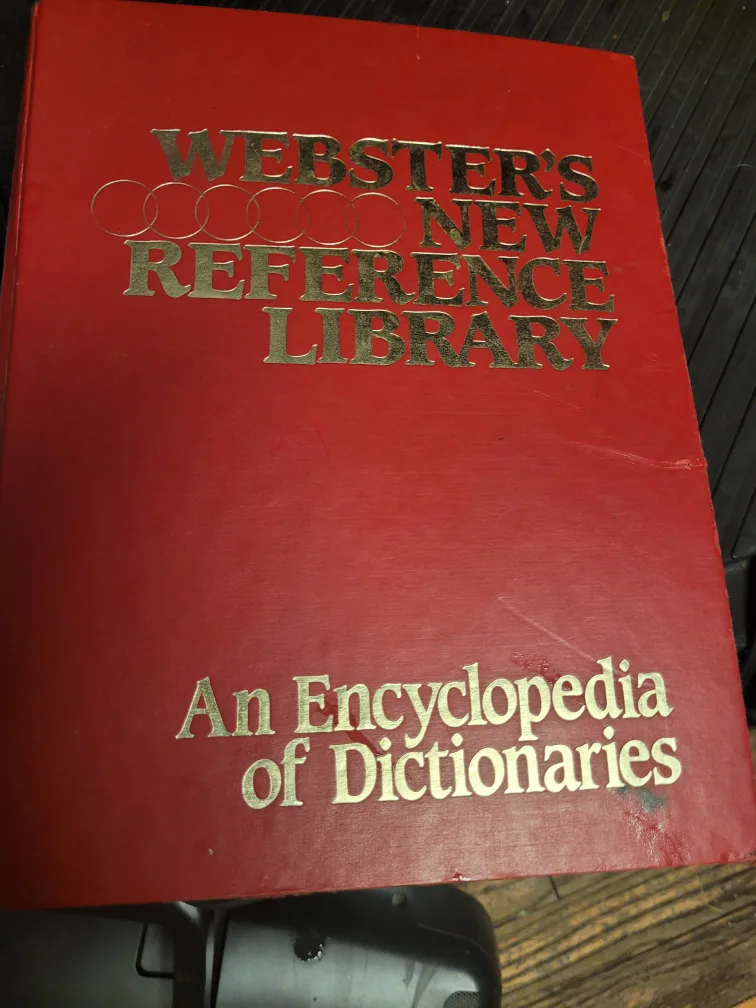 WEBSTER'S
NEW
REFERENCE
LIBRARY
An Encyclopedia
of Dictionaries